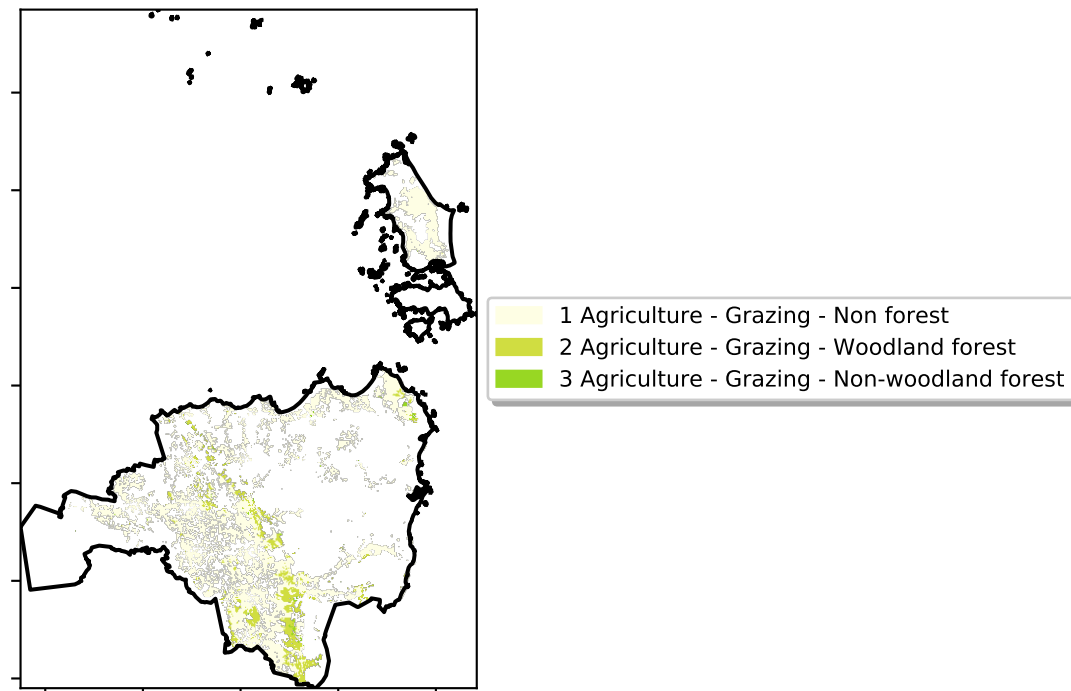 1 Agriculture - Grazing - Non forest
2 Agriculture - Grazing - Woodland forest
3 Agriculture - Grazing - Non-woodland forest